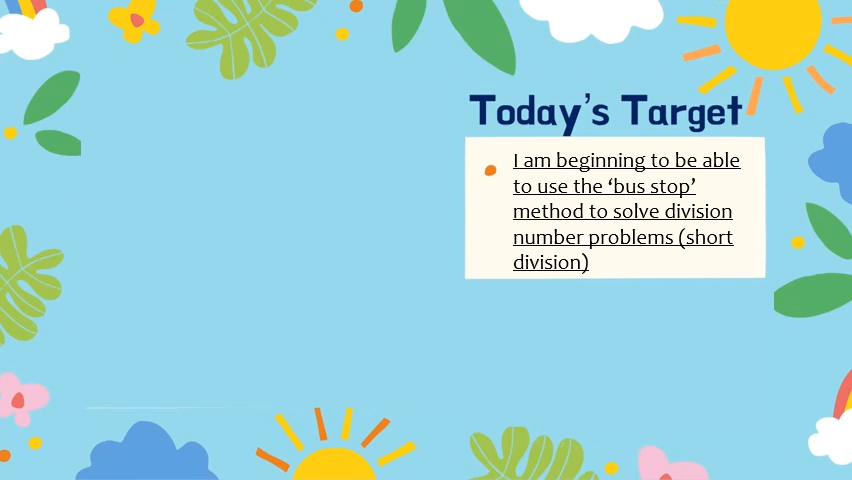 Today's Target
I am beginning to be able
to use the ‘bus stop’
method to solve division
number problems (short
division)